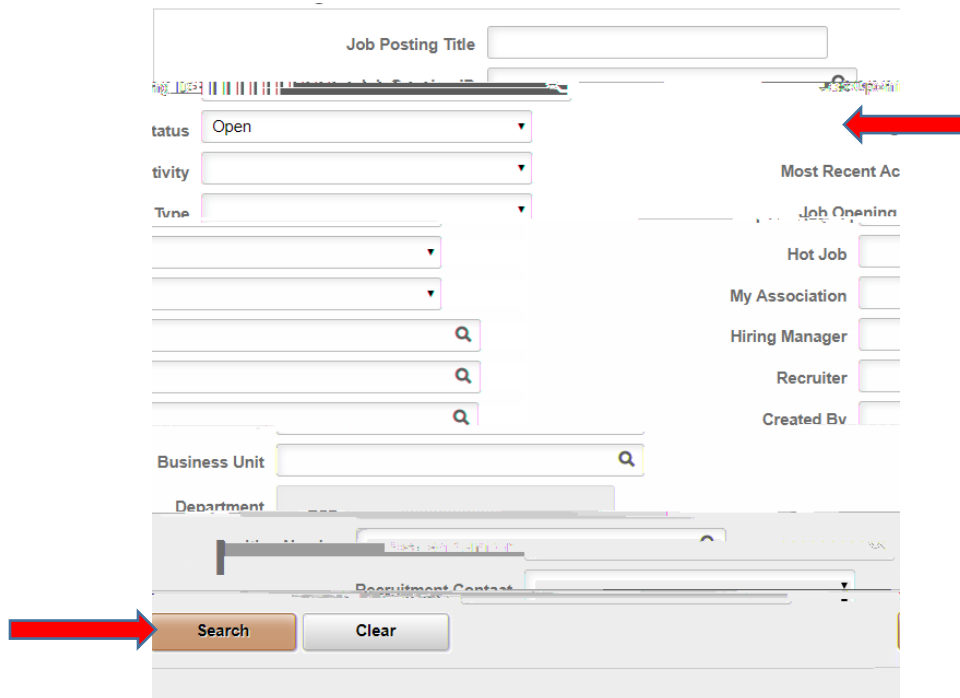 Job Posting Title
tatus Open
tivity
Most Recent Ac
Type
Job Opening
Hot Job
My Association
Hiring Manager
Recruiter
Created By
Business Unit
Department
Recruitment Contact
Search Clear